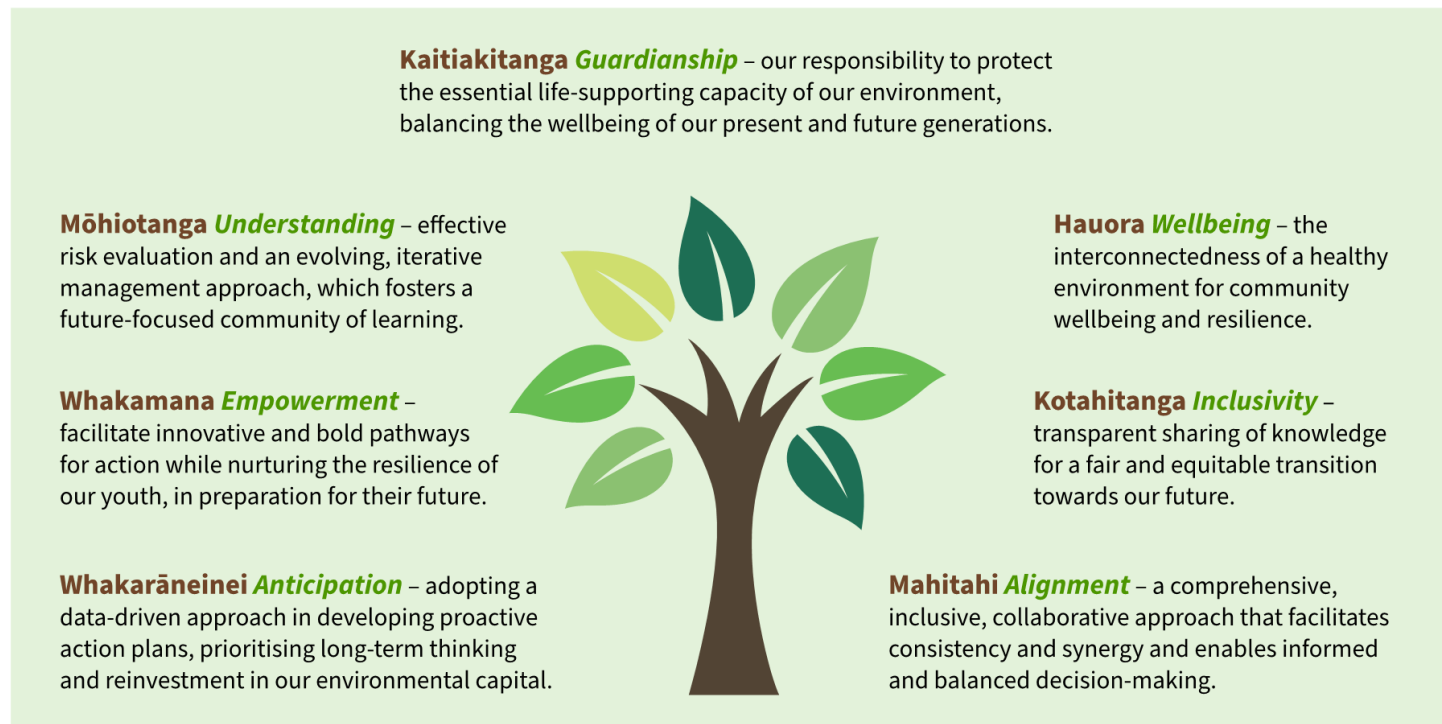 Kaitiakitanga Guardianship – our responsibility to protect
the essential life-supporting capacity of our environment,
balancing the wellbeing of our present and future generations.
Mōhiotanga Understanding – effective
risk evaluation and an evolving, iterative
management approach, which fosters a
future-focused community of learning.
Hauora Wellbeing – the
interconnectedness of a healthy
environment for community
wellbeing and resilience.
Whakamana Empowerment –
facilitate innovative and bold pathways
for action while nurturing the resilience of
our youth, in preparation for their future.
Kotahitanga Inclusivity –
transparent sharing of knowledge
for a fair and equitable transition
towards our future.
Whakarāneinei Anticipation – adopting a
data-driven approach in developing proactive
action plans, prioritising long-term thinking
and reinvestment in our environmental capital.
Mahitahi Alignment – a comprehensive,
inclusive, collaborative approach that facilitates
consistency and synergy and enables informed
and balanced decision-making.